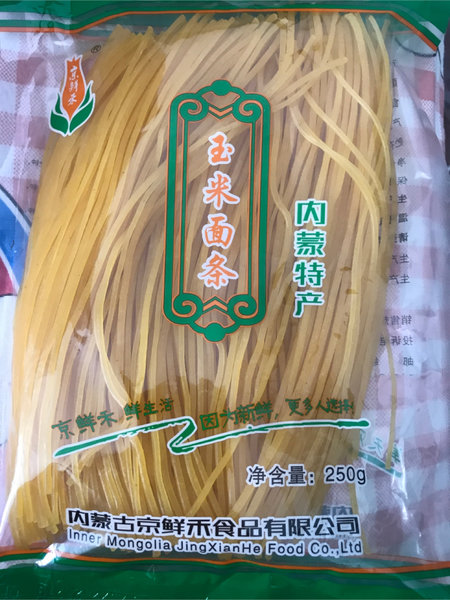 京鲜禾
玉米面条
内蒙特产
京鲜禾 鲜生活
因为新鲜,更多人选择!
净含量：250g
内蒙古京鲜禾食品有限公司
Inner Mongolia JingXianHe Food Co.,Ltd